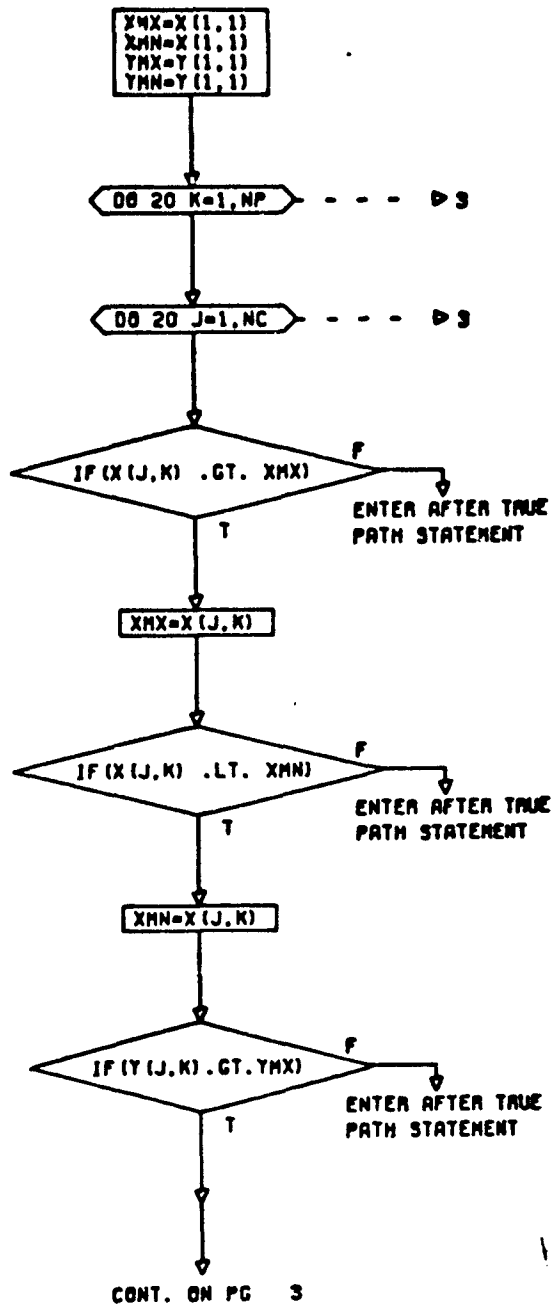 XMX=X(1,1)
XMN=X(1,1)
YMX=Y(1,1)
YMN=Y(1,1)
DO 20 K=1,NP
3
DO 20 J=1,NC
3
IF(X(J,K) .GT. XMX)
F
ENTER AFTER TRUE
PATH STATEMENT
T
XMX=X(J,K)
IF(X(J,K) .LT. XMN)
F
ENTER AFTER TRUE
PATH STATEMENT
T
XMN=X(J,K)
IF(Y(J,K).GT.YMX)
F
ENTER AFTER TRUE
PATH STATEMENT
T
CONT. ON PG 3